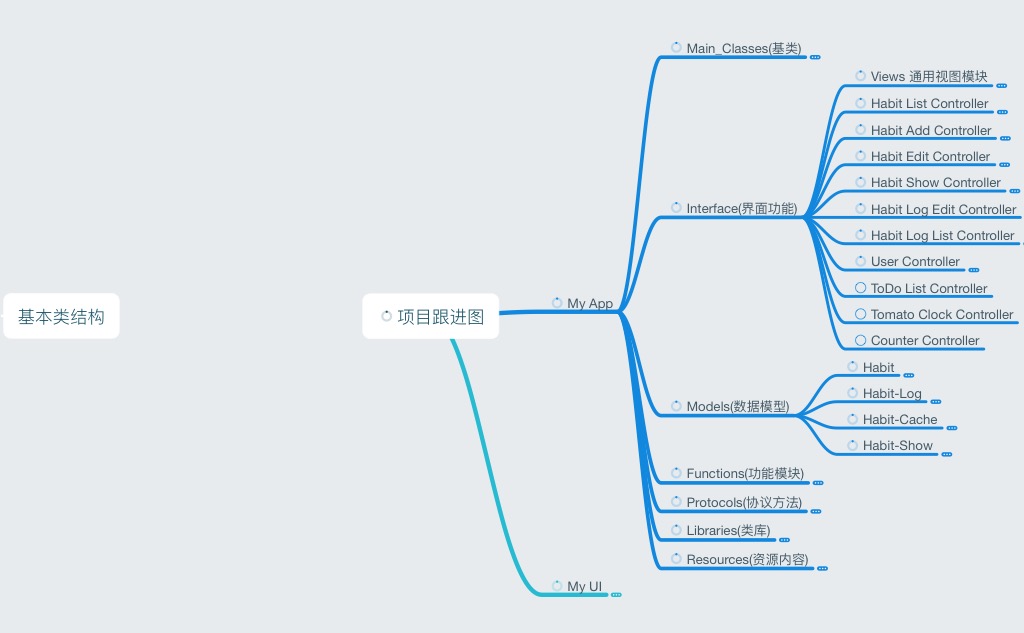 基本类结构
项目跟进图
My App
Main_Classes(基类)
Interface(界面功能)
Views 通用视图模块
Habit List Controller
Habit Add Controller
Habit Edit Controller
Habit Show Controller
Habit Log Edit Controller
Habit Log List Controller
User Controller
ToDo List Controller
Tomato Clock Controller
Counter Controller
Models(数据模型)
Habit
Habit-Log
Habit-Cache
Habit-Show
Functions(功能模块)
Protocols(协议方法)
Libraries(类库)
Resources(资源内容)
My UI